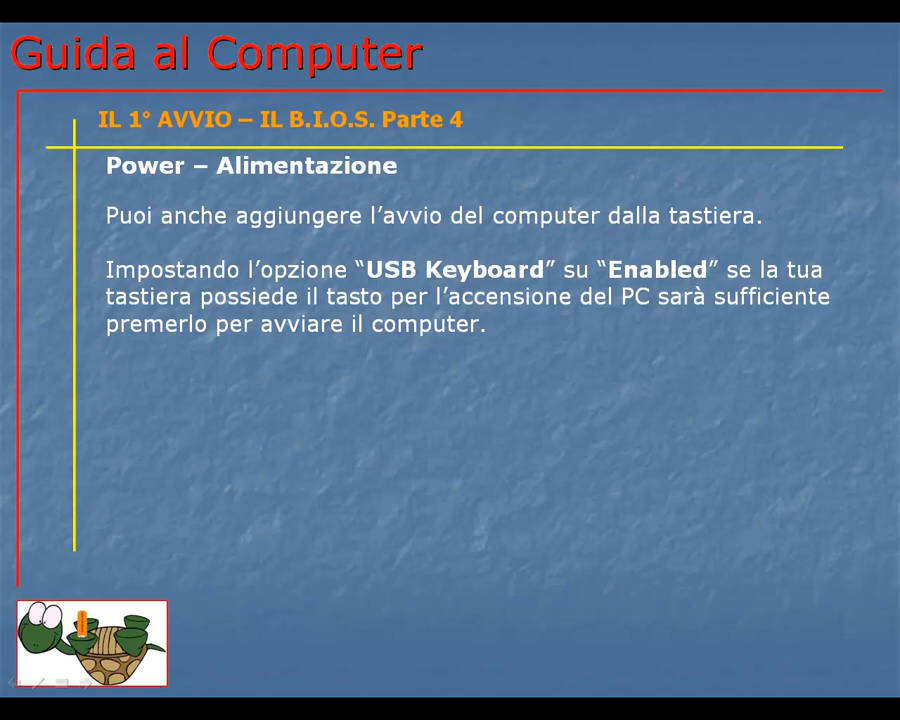 Guida al Computer
IL 1° AVVIO – IL B.I.O.S. Parte 4
Power – Alimentazione
Puoi anche aggiungere l’avvio del computer dalla tastiera.
Impostando l’opzione “USB Keyboard” su “Enabled” se la tua
tastiera possiede il tasto per l’accensione del PC sarà sufficiente
premerlo per avviare il computer.